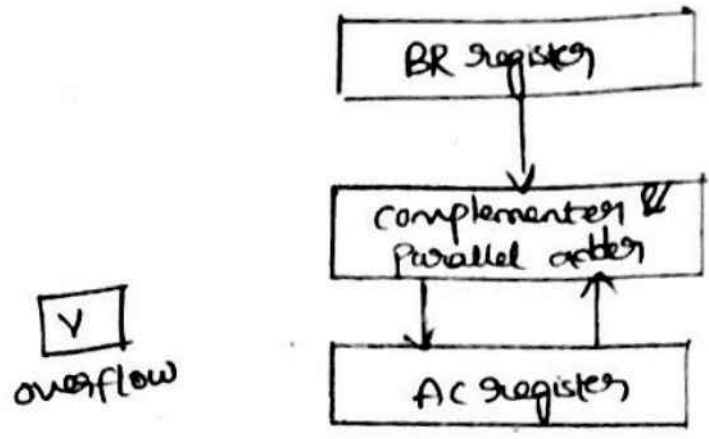 BR register
complementer &
parallel adder
V
overflow
AC register